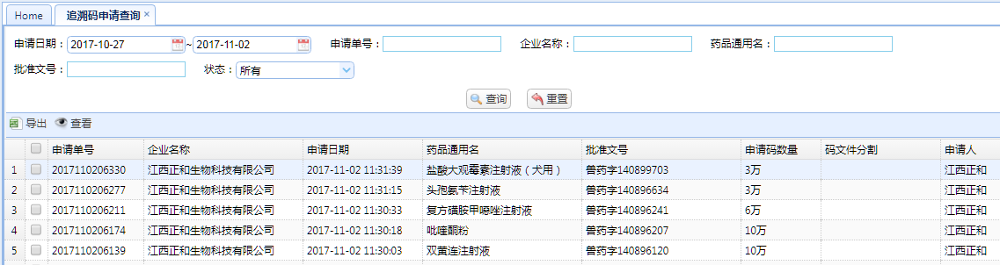 Home 追溯码申请查询
申请日期： 2017-10-27 ~ 2017-11-02 申请单号： 企业名称： 药品通用名：
批准文号： 状态： 所有
查询 重置
导出 查看
申请单号 企业名称 申请日期 药品通用名 批准文号 申请码数量 码文件分割 申请人
1 2017110206330 江西正和生物科技有限公司 2017-11-02 11:31:39 盐酸大观霉素注射液（犬用） 兽药字140899703 3万 江西正和
2 2017110206277 江西正和生物科技有限公司 2017-11-02 11:31:15 头孢氨苄注射液 兽药字140896634 3万 江西正和
3 2017110206211 江西正和生物科技有限公司 2017-11-02 11:30:33 复方磺胺甲噁唑注射液 兽药字140896241 6万 江西正和
4 2017110206174 江西正和生物科技有限公司 2017-11-02 11:30:18 吡喹酮粉 兽药字140896207 10万 江西正和
5 2017110206139 江西正和生物科技有限公司 2017-11-02 11:30:03 双黄连注射液 兽药字140896120 10万 江西正和